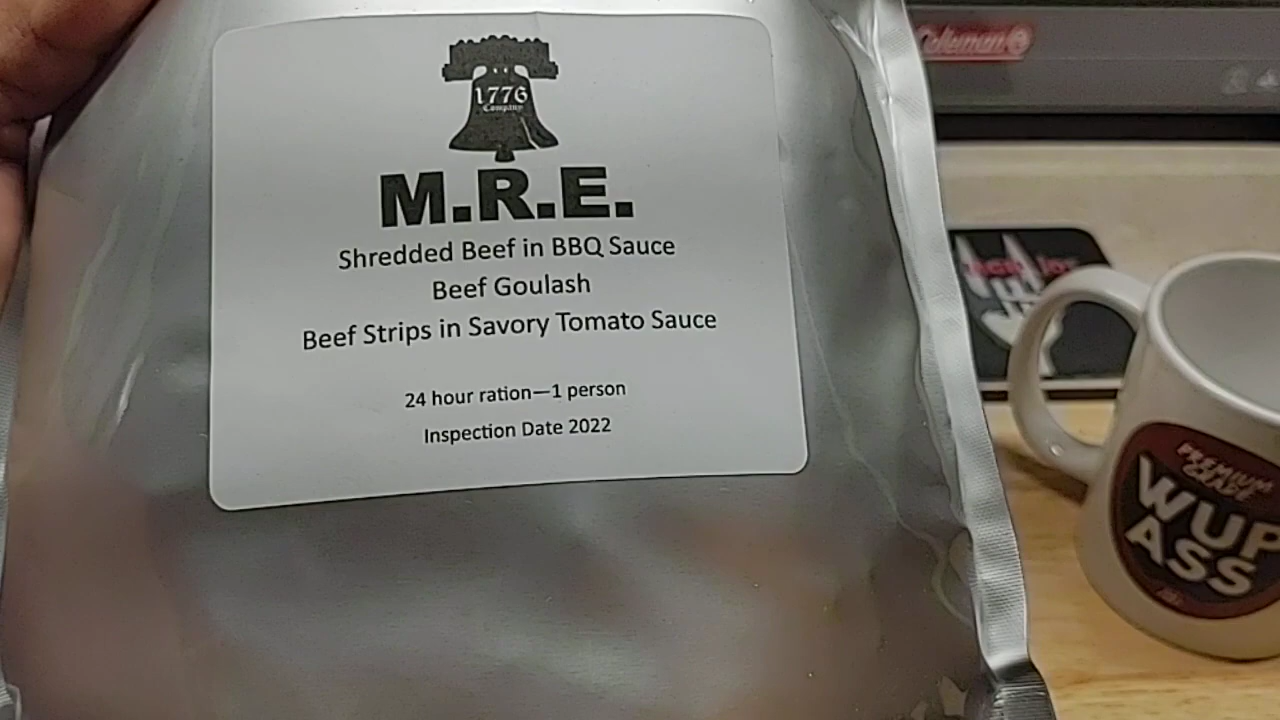 Coleman
1776
Company
M.R.E.
Shredded Beef in BBQ Sauce
Beef Goulash
Beef Strips in Savory Tomato Sauce
24 hour ration—1 person
Inspection Date 2022
PREMIUM
GRADE
WUP
ASS